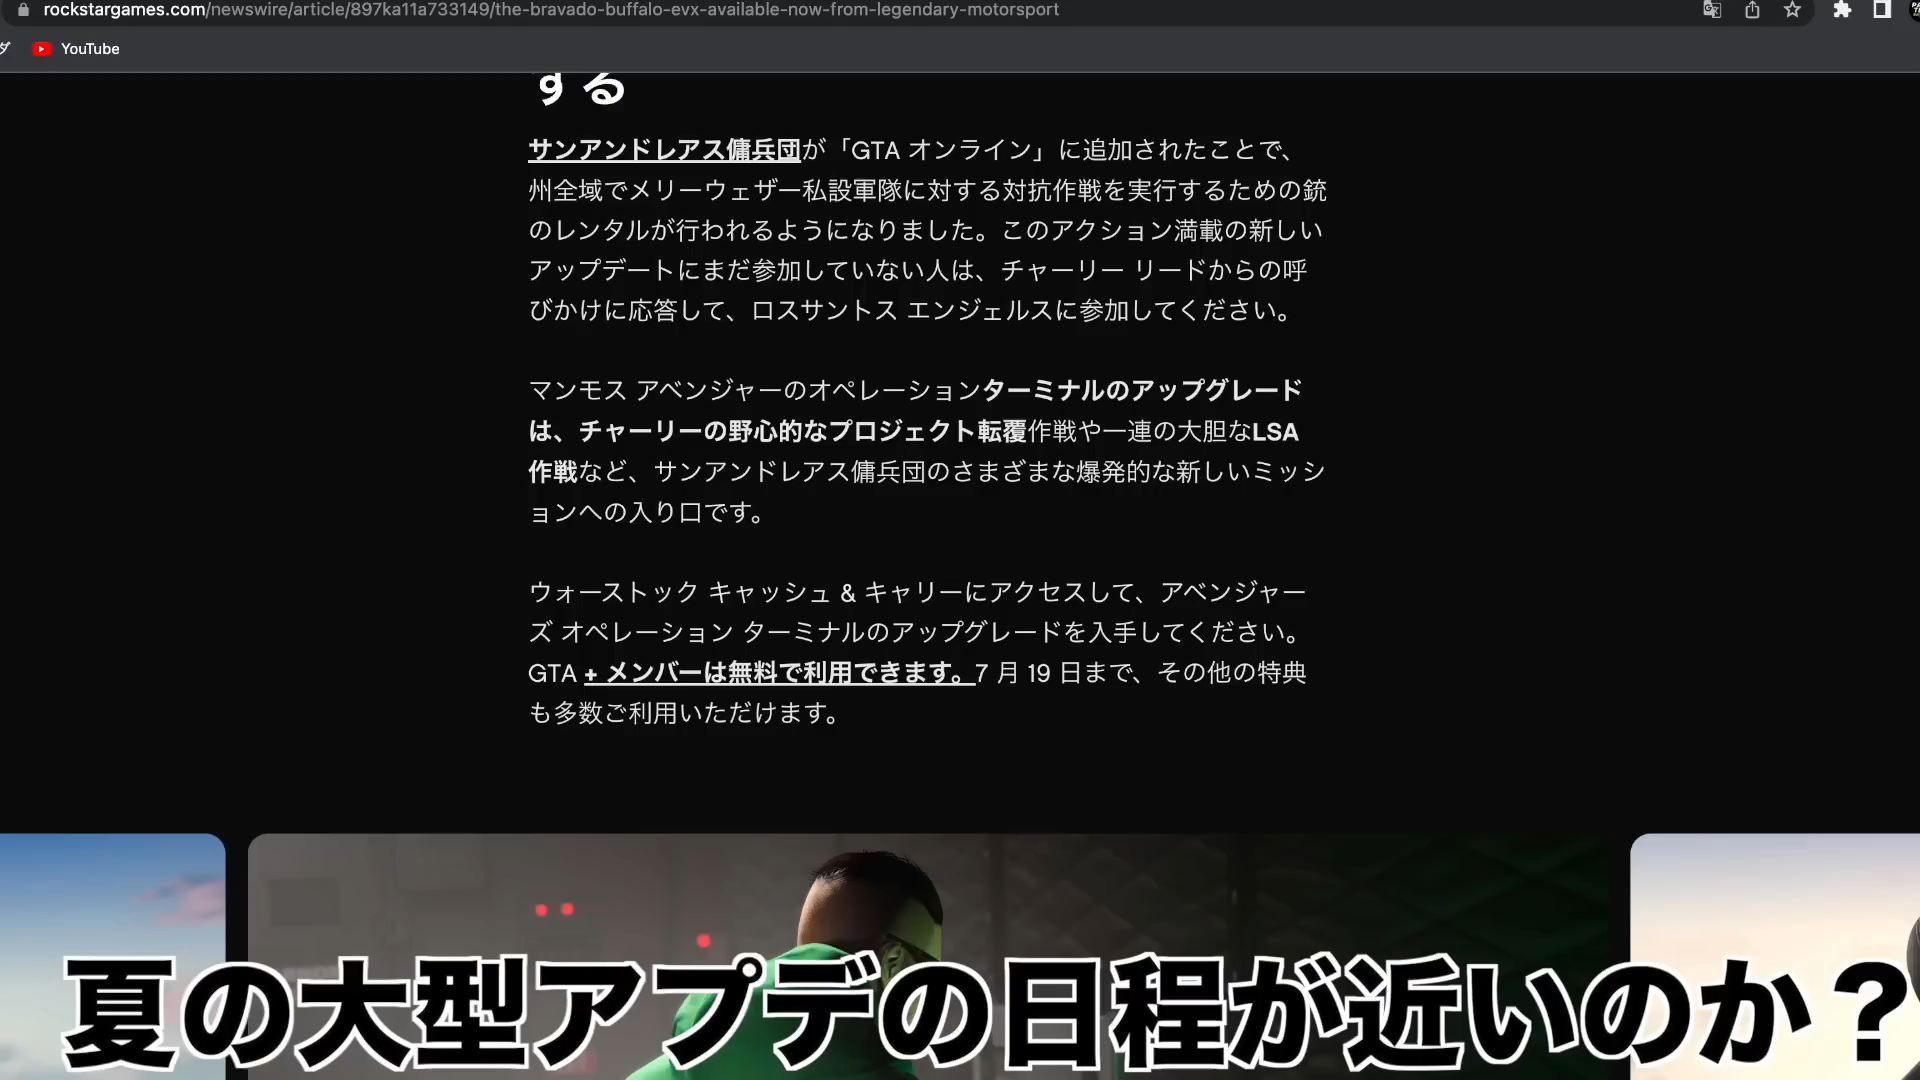 rockstargames.com/newswire/article/897ka11a733149/the-bravado-buffalo-evx-available-now-from-legendary-motorsport
YouTube
する
サンアンドレアス傭兵団が「GTA オンライン」に追加されたことで、
州全域でメリーウェザー私設軍隊に対する対抗作戦を実行するための銃
のレンタルが行われるようになりました。このアクション満載の新しい
アップデートにまだ参加していない人は、チャーリー リードからの呼
びかけに応答して、ロスサントス エンジェルスに参加してください。
マンモス アベンジャーのオペレーションターミナルのアップグレード
は、チャーリーの野心的なプロジェクト転覆作戦や一連の大胆なLSA
作戦など、サンアンドレアス傭兵団のさまざまな爆発的な新しいミッシ
ョンへの入り口です。
ウォーストック キャッシュ & キャリーにアクセスして、アベンジャー
ズ オペレーション ターミナルのアップグレードを入手してください。
GTA + メンバーは無料で利用できます。7 月 19 日まで、その他の特典
も多数ご利用いただけます。
夏の大型アプデの日程が近いのか？